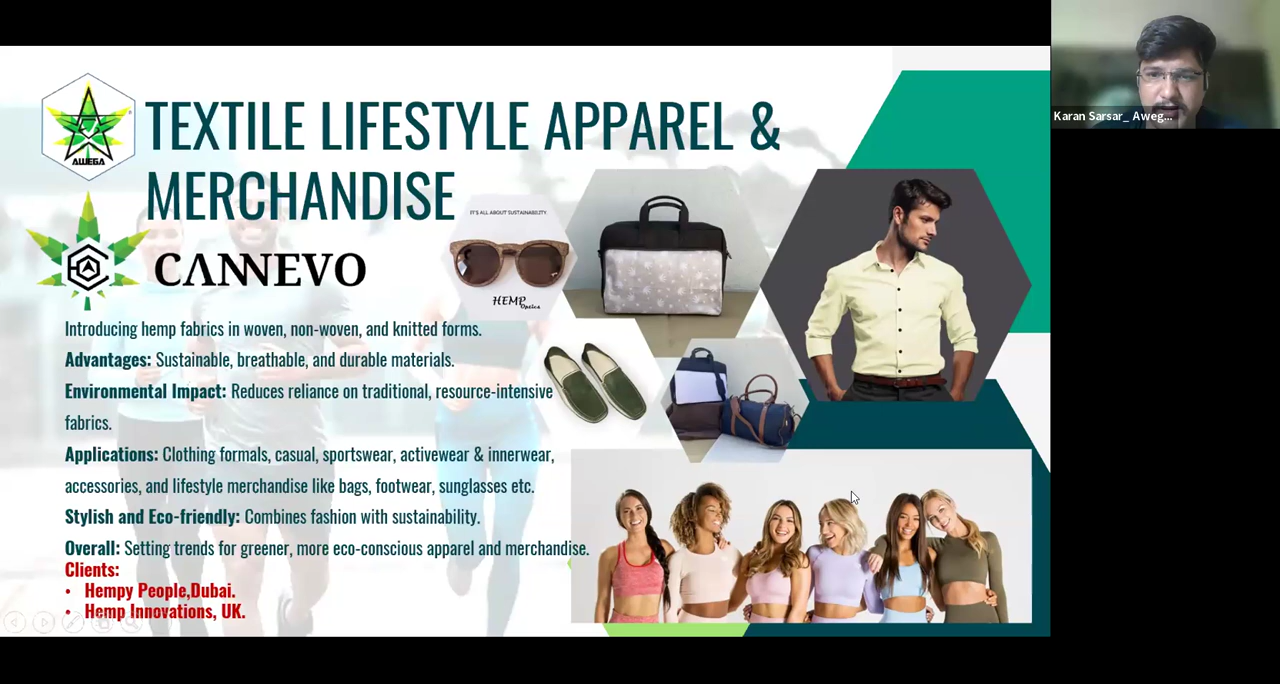 TEXTILE LIFESTYLE APPAREL &
MERCHANDISE
AWEGA
CANNEVO
IT'S ALL ABOUT SUSTAINABILITY
HEMP
Optics
Introducing hemp fabrics in woven, non-woven, and knitted forms.
Advantages: Sustainable, breathable, and durable materials.
Environmental Impact: Reduces reliance on traditional, resource-intensive
fabrics.
Applications: Clothing formals, casual, sportswear, activewear & innerwear,
accessories, and lifestyle merchandise like bags, footwear, sunglasses etc.
Stylish and Eco-friendly: Combines fashion with sustainability.
Overall: Setting trends for greener, more eco-conscious apparel and merchandise.
Clients:
• Hempy People,Dubai.
• Hemp Innovations, UK.
Karan Sarsar_ Aweg...